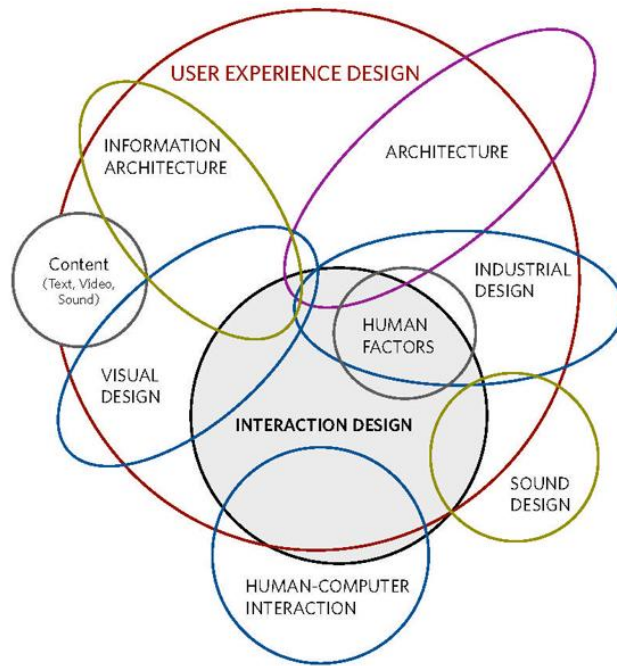 USER EXPERIENCE DESIGN
INFORMATION
ARCHITECTURE
ARCHITECTURE
Content
(Text, Video,
Sound)
INDUSTRIAL
DESIGN
HUMAN
FACTORS
VISUAL
DESIGN
INTERACTION DESIGN
SOUND
DESIGN
HUMAN-COMPUTER
INTERACTION